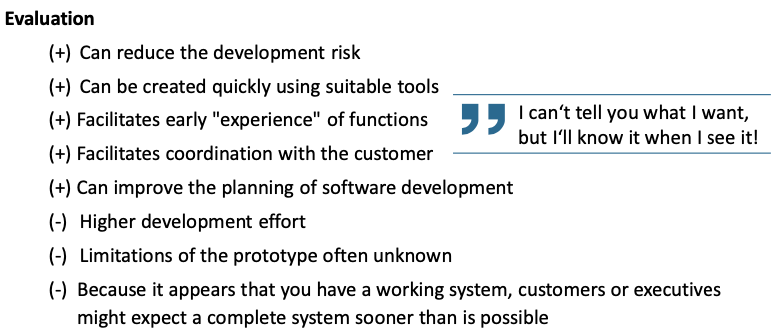 Evaluation
(+) Can reduce the development risk
(+) Can be created quickly using suitable tools
(+) Facilitates early "experience" of functions
(+) Facilitates coordination with the customer
(+) Can improve the planning of software development
(-) Higher development effort
(-) Limitations of the prototype often unknown
(-) Because it appears that you have a working system, customers or executives
might expect a complete system sooner than is possible
❜❜ I can‘t tell you what I want,
but I‘ll know it when I see it!